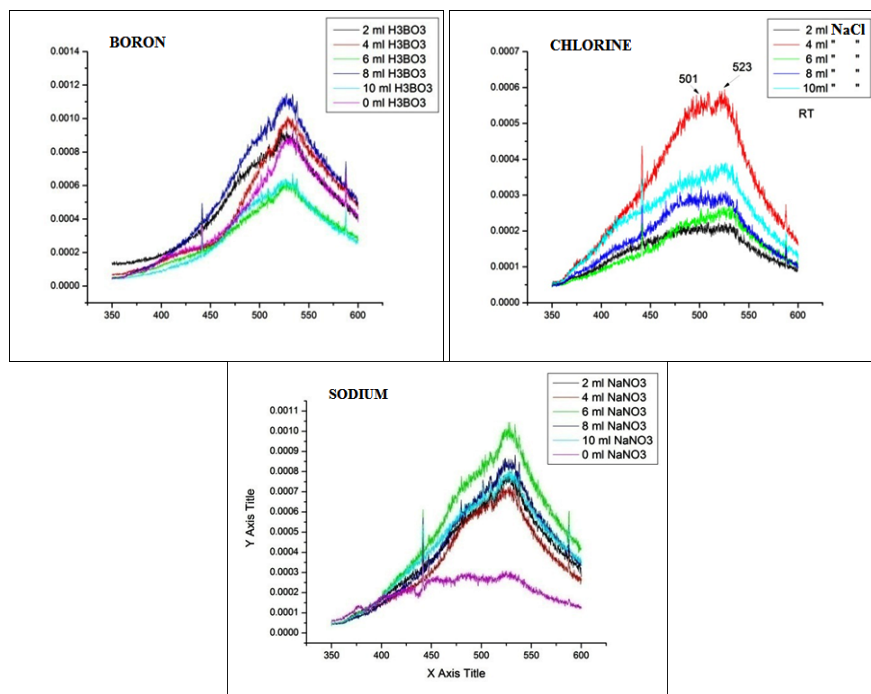 BORON
2 ml H3BO3
4 ml H3BO3
6 ml H3BO3
8 ml H3BO3
10 ml H3BO3
0 ml H3BO3
0.0014
0.0012
0.0010
0.0008
0.0006
0.0004
0.0002
0.0000
350 400 450 500 550 600
CHLORINE
2 ml NaCl
4 ml " "
6 ml " "
8 ml " "
10ml " "
RT
501
523
0.0007
0.0006
0.0005
0.0004
0.0003
0.0002
0.0001
0.0000
350 400 450 500 550 600
SODIUM
2 ml NaNO3
4 ml NaNO3
6 ml NaNO3
8 ml NaNO3
10 ml NaNO3
0 ml NaNO3
Y Axis Title
0.0011
0.0010
0.0009
0.0008
0.0007
0.0006
0.0005
0.0004
0.0003
0.0002
0.0001
0.0000
350 400 450 500 550 600
X Axis Title